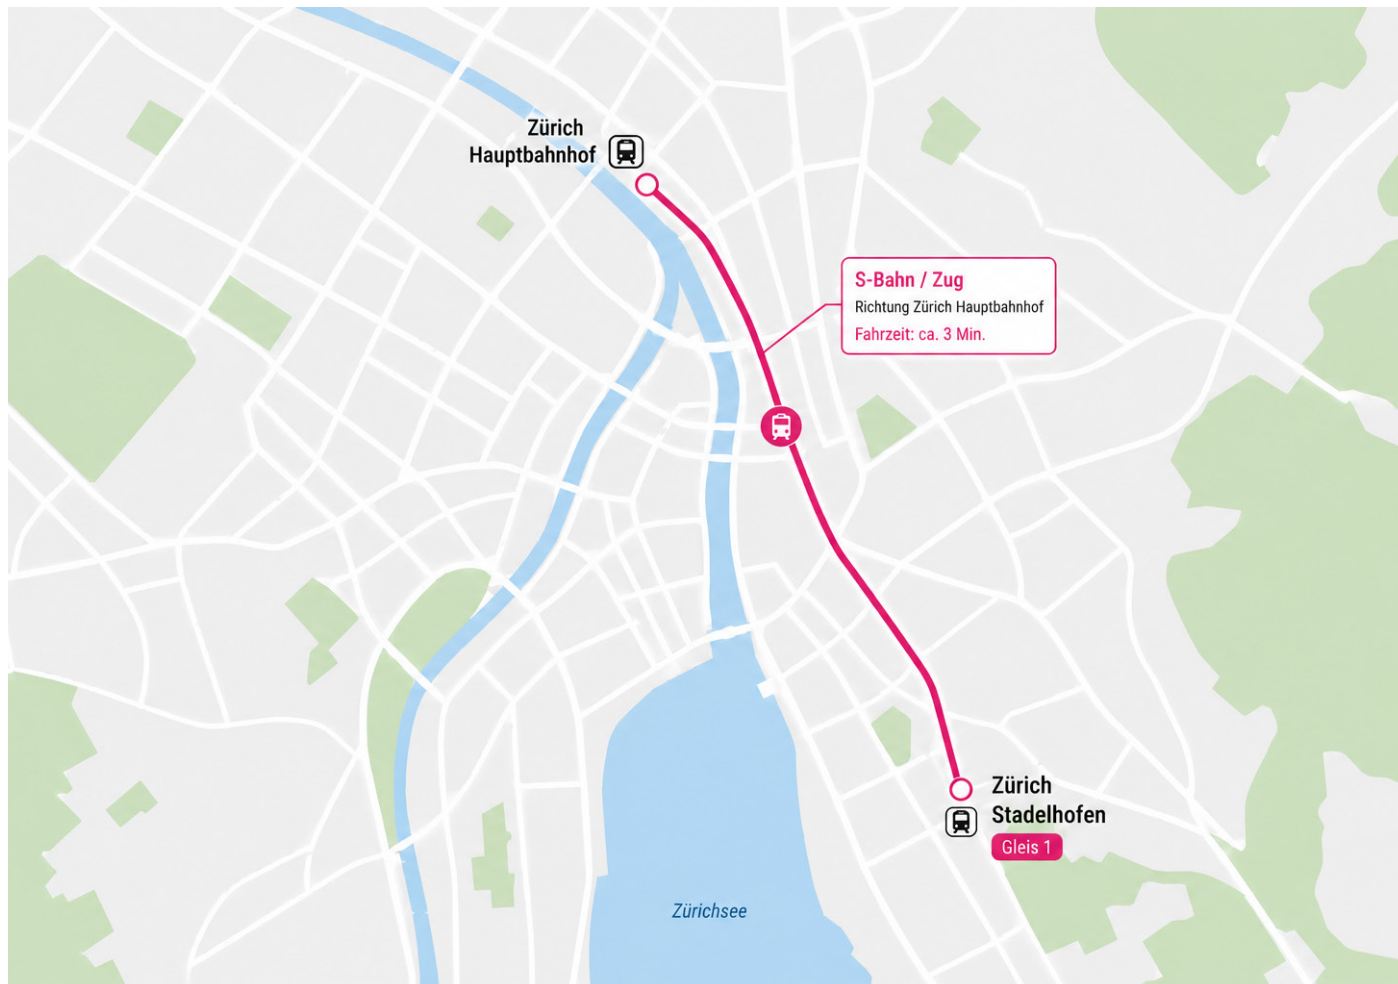 Zürich
Hauptbahnhof
S-Bahn / Zug
Richtung Zürich Hauptbahnhof
Fahrzeit: ca. 3 Min.
Zürich
Stadelhofen
Gleis 1
Zürichsee